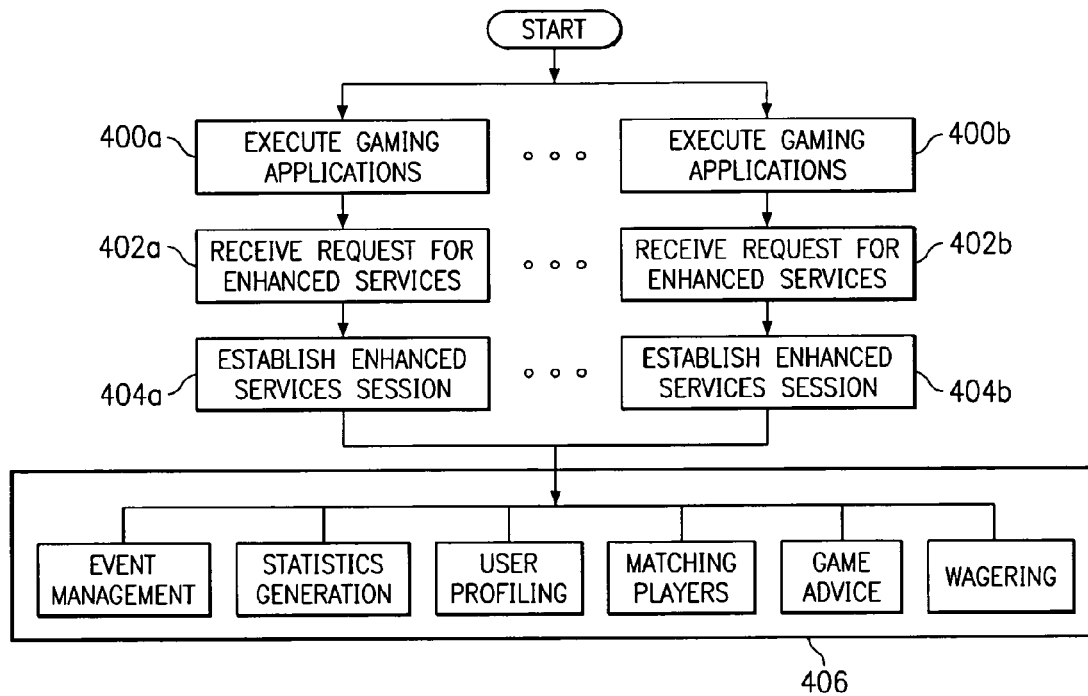 START
400a
EXECUTE GAMING
APPLICATIONS
EXECUTE GAMING
APPLICATIONS
400b
402a
RECEIVE REQUEST FOR
ENHANCED SERVICES
RECEIVE REQUEST FOR
ENHANCED SERVICES
402b
404a
ESTABLISH ENHANCED
SERVICES SESSION
ESTABLISH ENHANCED
SERVICES SESSION
404b
EVENT
MANAGEMENT
STATISTICS
GENERATION
USER
PROFILING
MATCHING
PLAYERS
GAME
ADVICE
WAGERING
406